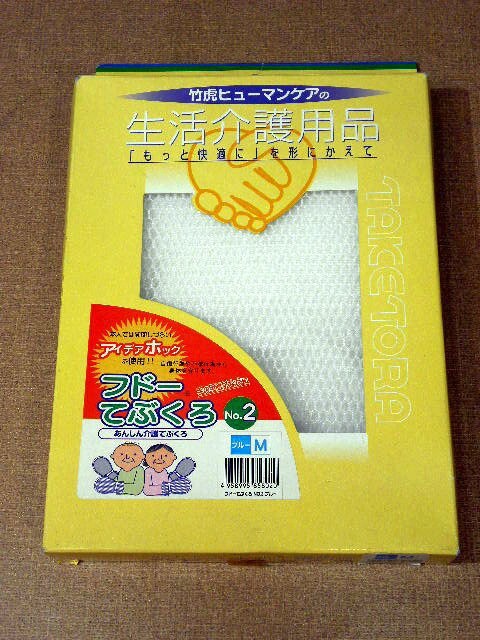 竹虎ヒューマンケアの
生活介護用品
「もっと快適に」を形にかえて
TAKETORA
アイデアホック
使用!!
フドー
てぶくろ No.2
あんしん介護てぶくろ
ブルー M